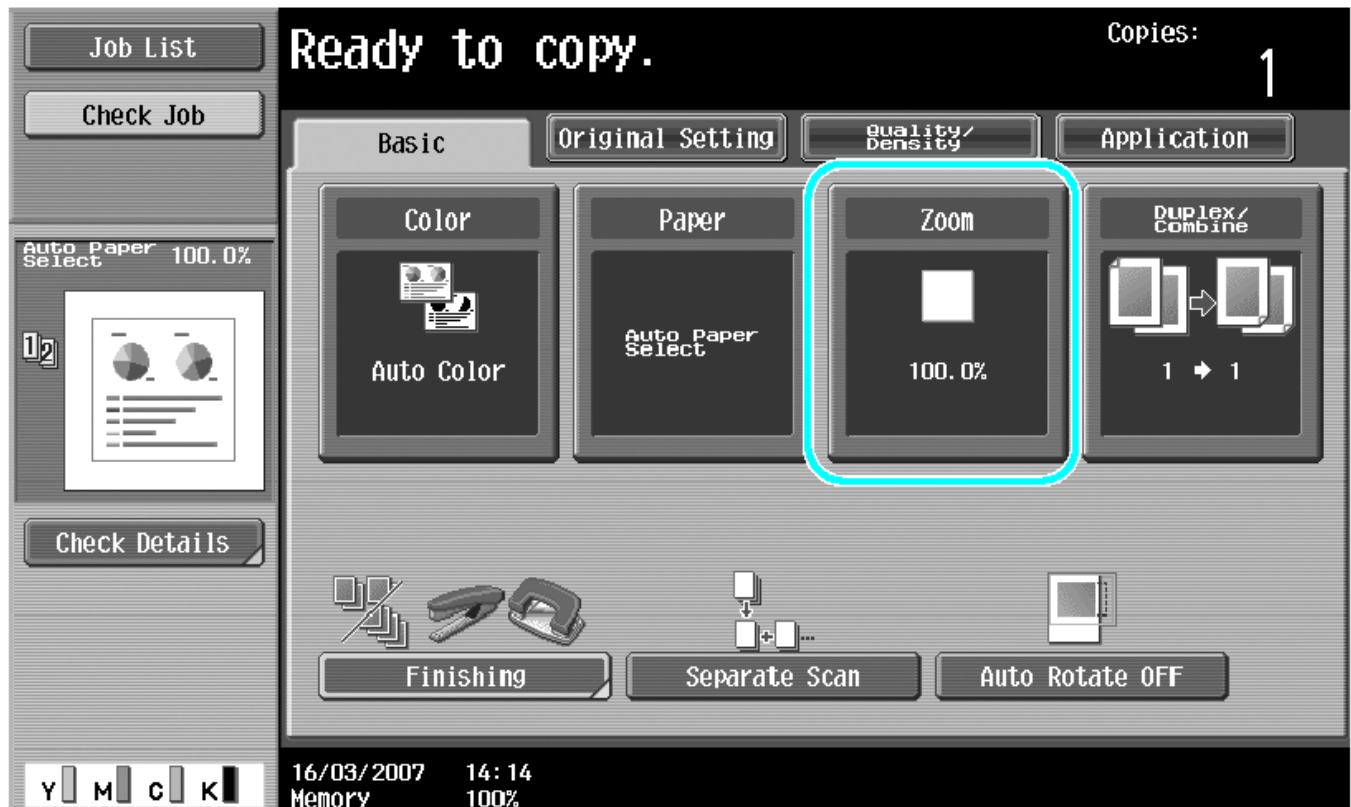 Job List
Check Job
Auto Paper
Select
100.0%
12
Check Details
Y M C K
Ready to copy.
Copies:
1
Basic
Original Setting
Quality/
Density
Application
Color
Auto Color
Paper
Auto Paper
Select
Zoom
100.0%
Duplex/
Combine
1 → 1
Finishing
Separate Scan
Auto Rotate OFF
16/03/2007 14:14
Memory 100%